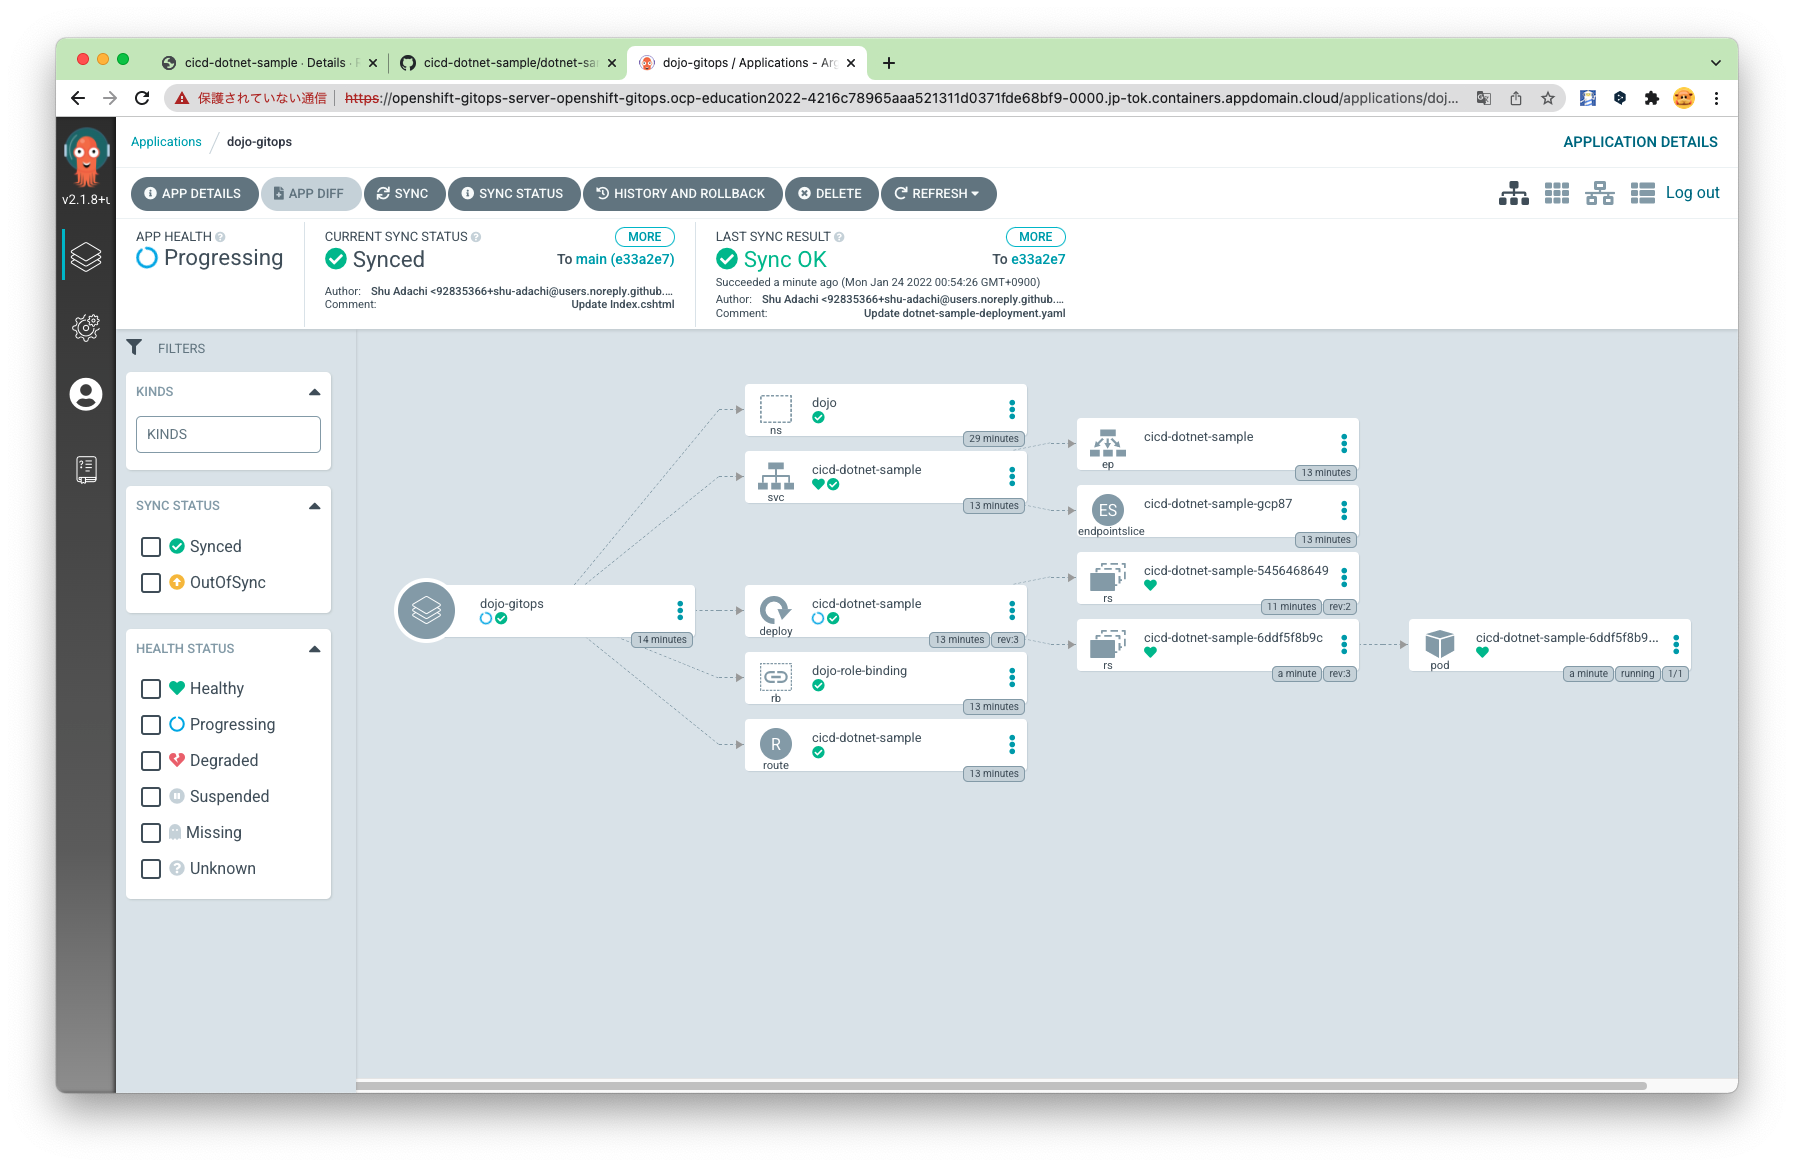 cicd-dotnet-sample · Details ·
cicd-dotnet-sample/dotnet-sa
dojo-gitops / Applications - Arg
保護されていない通信
https://openshift-gitops-server-openshift-gitops.ocp-education2022-4216c78965aaa521311d0371fde68bf9-0000.jp-tok.containers.appdomain.cloud/applications/doj...
v2.1.8+u
Applications / dojo-gitops
APPLICATION DETAILS
APP DETAILS
APP DIFF
SYNC
SYNC STATUS
HISTORY AND ROLLBACK
DELETE
REFRESH
Log out
APP HEALTH
Progressing
CURRENT SYNC STATUS
MORE
Synced
To main (e33a2e7)
Author: Shu Adachi <92835366+shu-adachi@users.noreply.github....
Comment: Update Index.cshtml
LAST SYNC RESULT
MORE
Sync OK
To e33a2e7
Succeeded a minute ago (Mon Jan 24 2022 00:54:26 GMT+0900)
Author: Shu Adachi <92835366+shu-adachi@users.noreply.github....
Comment: Update dotnet-sample-deployment.yaml
FILTERS
KINDS
KINDS
SYNC STATUS
Synced
OutOfSync
HEALTH STATUS
Healthy
Progressing
Degraded
Suspended
Missing
Unknown
dojo-gitops
14 minutes
dojo
ns
29 minutes
cicd-dotnet-sample
svc
13 minutes
cicd-dotnet-sample
deploy
13 minutes
rev:3
dojo-role-binding
rb
13 minutes
R
cicd-dotnet-sample
route
13 minutes
cicd-dotnet-sample
ep
13 minutes
ES
cicd-dotnet-sample-gcp87
endpointslice
13 minutes
cicd-dotnet-sample-5456468649
rs
11 minutes
rev:2
cicd-dotnet-sample-6ddf5f8b9c
rs
a minute
rev:3
cicd-dotnet-sample-6ddf5f8b9...
pod
a minute
running
1/1